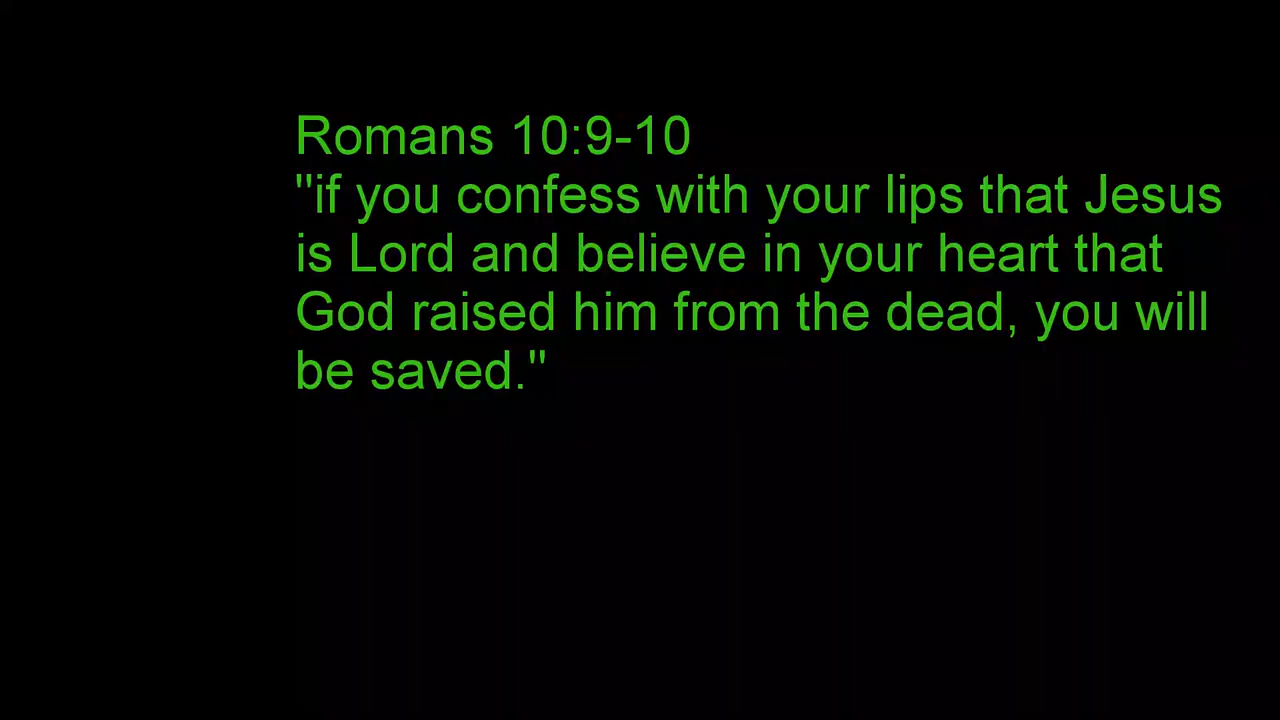 Romans 10:9-10
"if you confess with your lips that Jesus
is Lord and believe in your heart that
God raised him from the dead, you will
be saved."